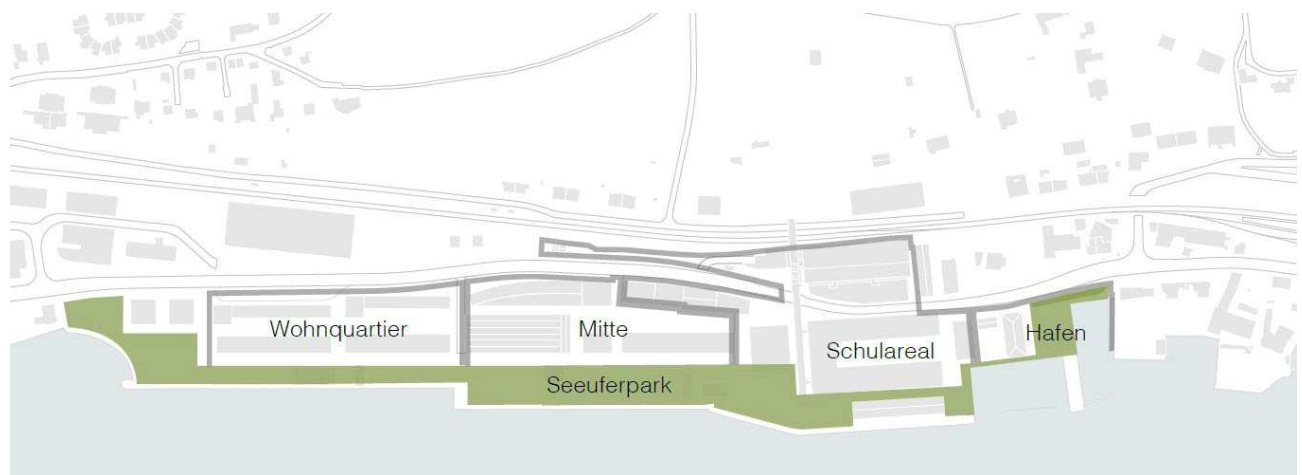 Wohnquartier
Mitte
Schulareal
Hafen
Seeuferpark